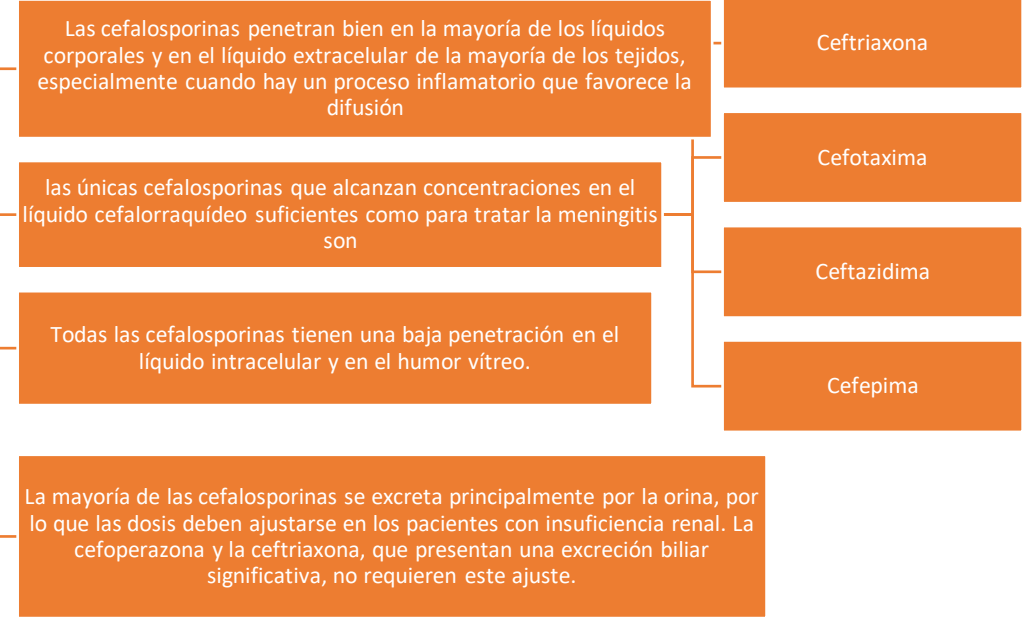 Las cefalosporinas penetran bien en la mayoría de los líquidos
corporales y en el líquido extracelular de la mayoría de los tejidos,
especialmente cuando hay un proceso inflamatorio que favorece la
difusión
las únicas cefalosporinas que alcanzan concentraciones en el
líquido cefalorraquídeo suficientes como para tratar la meningitis
son
Ceftriaxona
Cefotaxima
Ceftazidima
Cefepima
Todas las cefalosporinas tienen una baja penetración en el
líquido intracelular y en el humor vítreo.
La mayoría de las cefalosporinas se excreta principalmente por la orina, por
lo que las dosis deben ajustarse en los pacientes con insuficiencia renal. La
cefoperazona y la ceftriaxona, que presentan una excreción biliar
significativa, no requieren este ajuste.